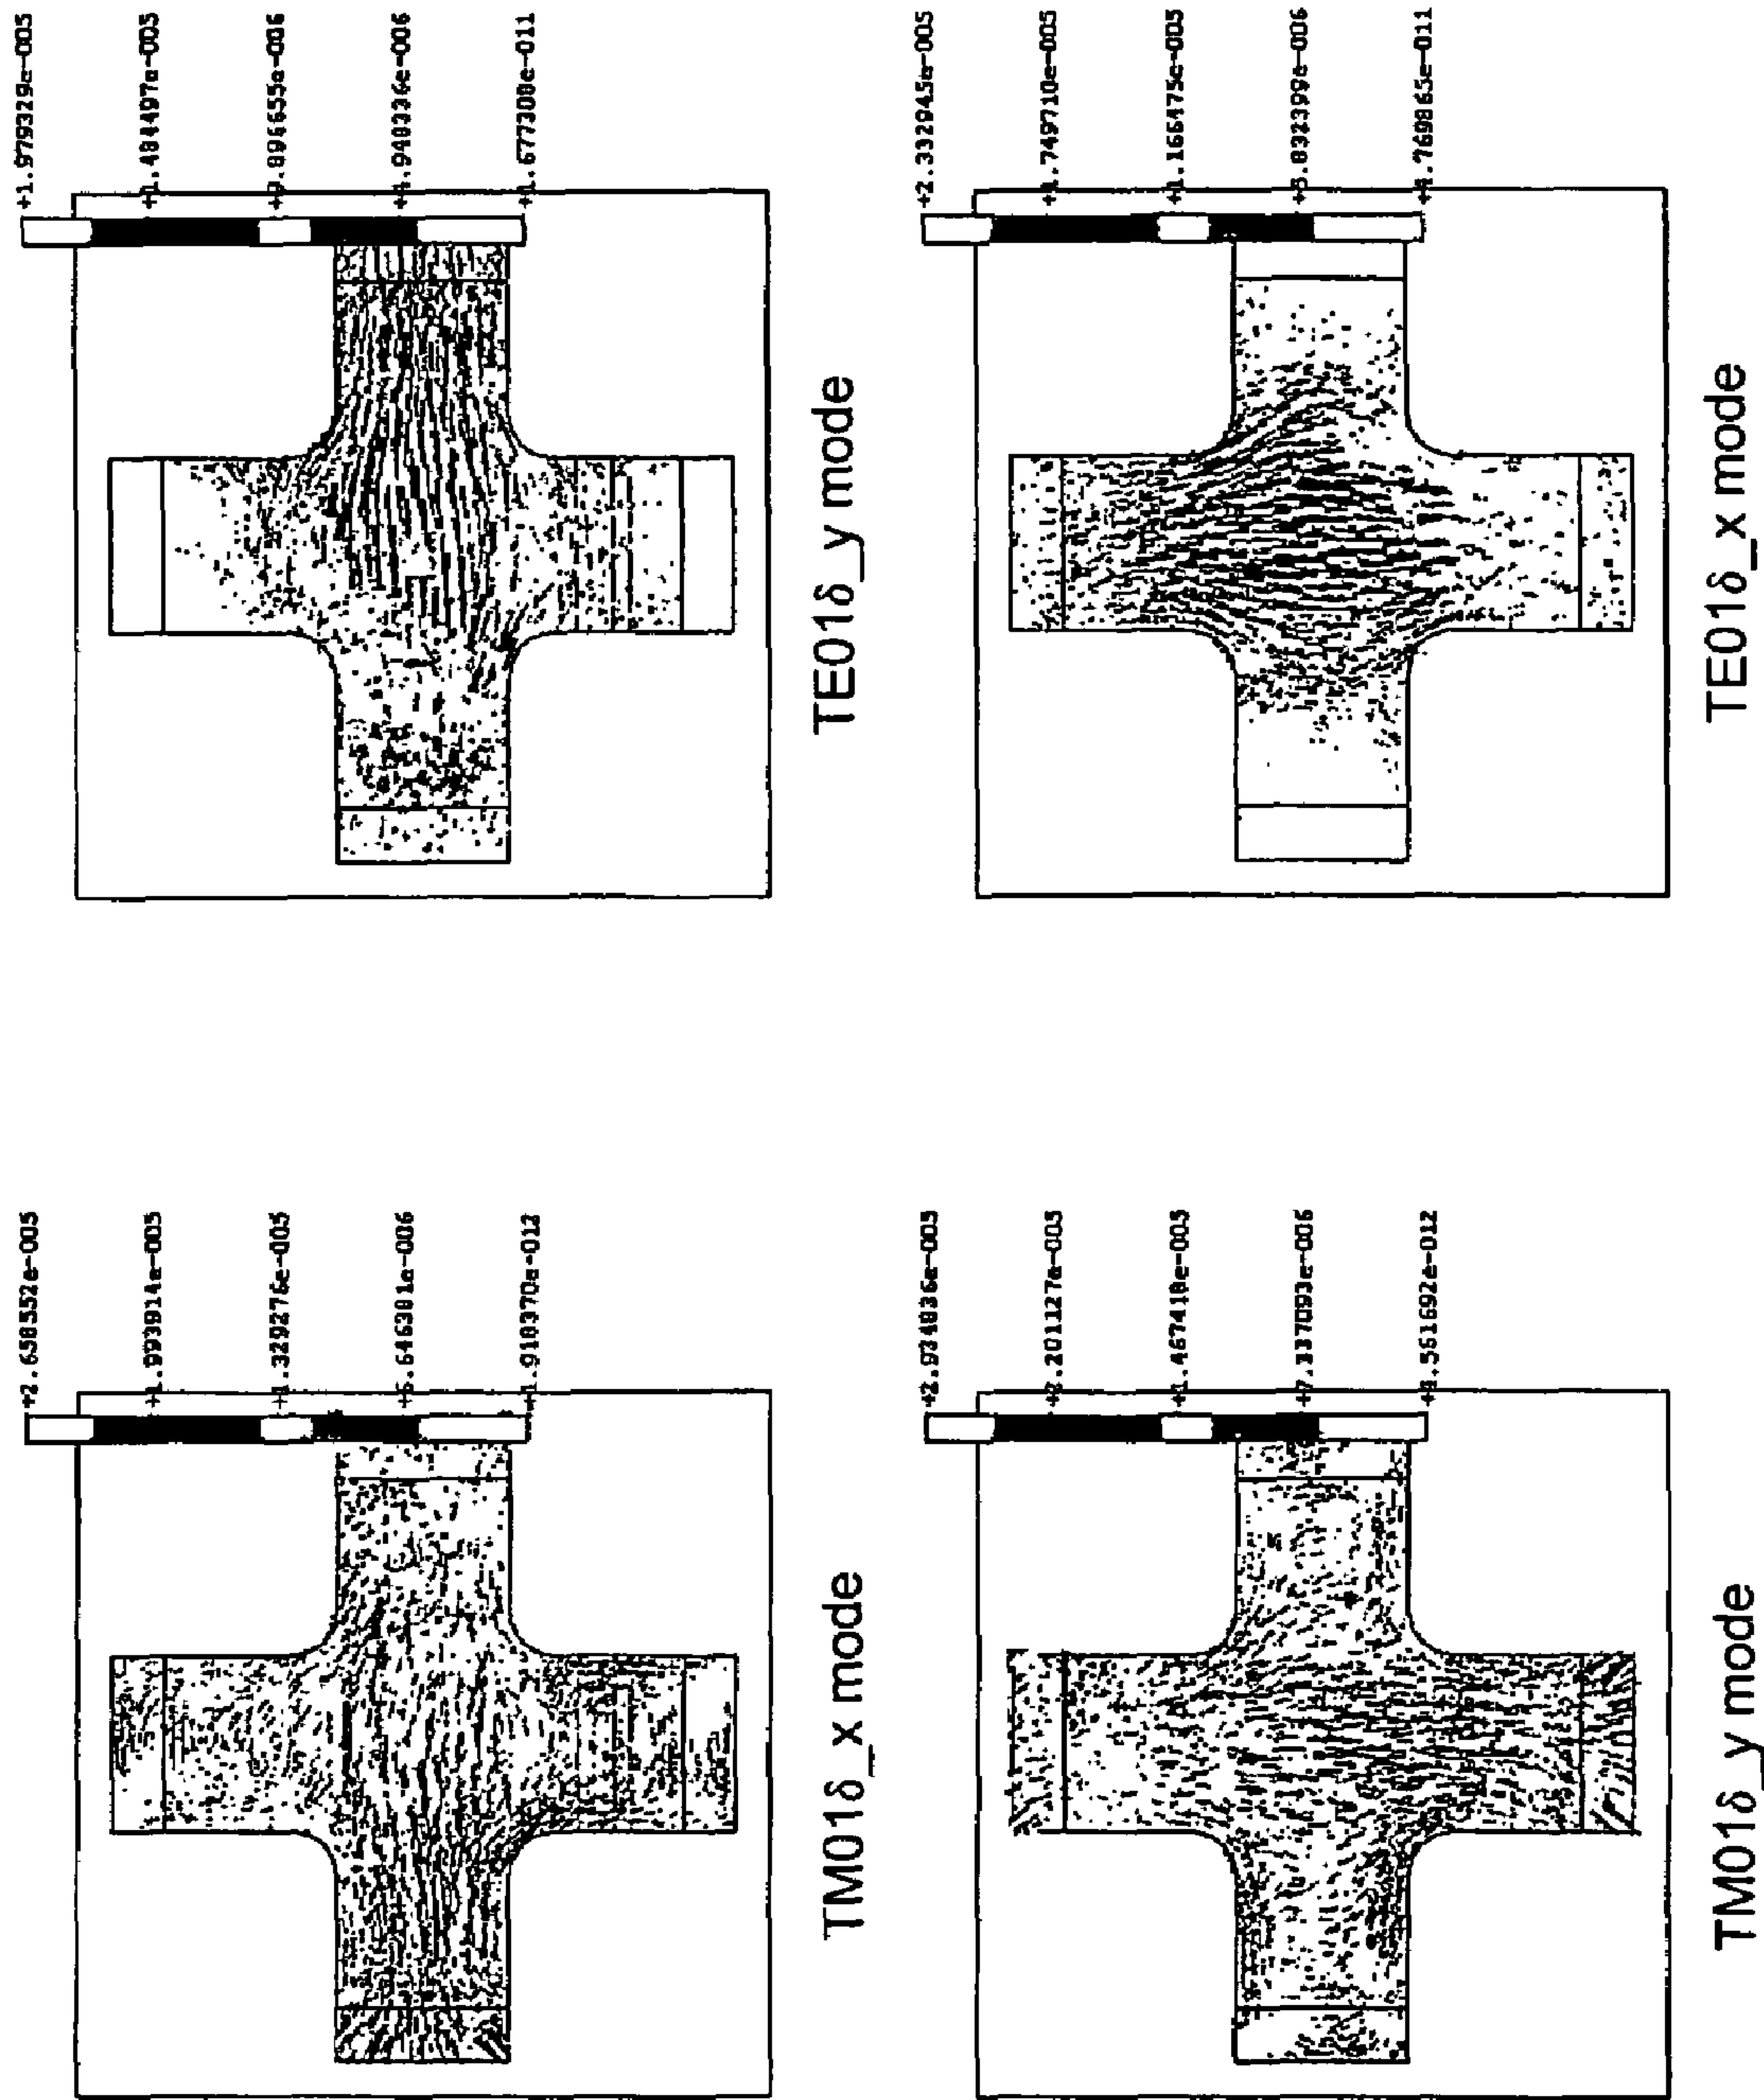 +2.658552e-005
+1.993914e-005
+1.329276e-005
+6.646381e-006
+1.918370e-012
TM01δ_x mode
+1.979329e-005
+1.484497e-005
+9.896655e-006
+4.948336e-006
+1.677308e-011
TE01δ_y mode
+2.934836e-005
+2.201127e-005
+1.467418e-005
+7.337093e-006
+4.561692e-012
TM01δ_y mode
+2.332945e-005
+1.749710e-005
+1.166475e-005
+5.832399e-006
+4.769865e-011
TE01δ_x mode